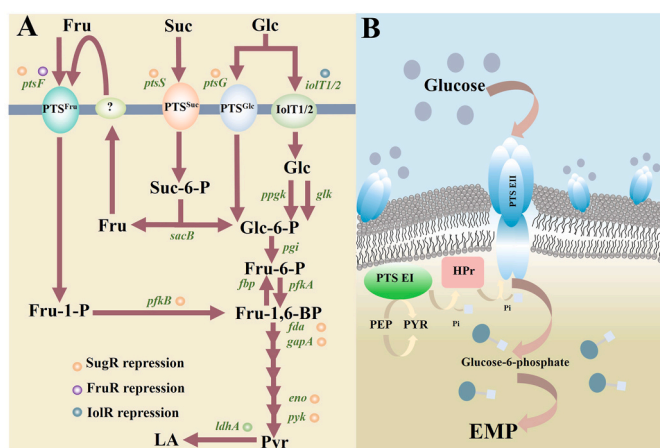 A
Fru
Suc
Glc
ptsF
ptsS
ptsG
iolT1/2
PTSFru
?
PTSSuc
PTSGlc
IolT1/2
Glc
Suc-6-P
ppgk
glk
Fru
sacB
Glc-6-P
pgi
Fru-6-P
fbp
pfkA
Fru-1-P
pfkB
Fru-1,6-BP
fda
gapA
SugR repression
FruR repression
IolR repression
eno
pyk
ldhA
LA
Pyr
B
Glucose
PTS EII
PTS EI
HPr
PEP
PYR
Pi
Pi
Glucose-6-phosphate
EMP